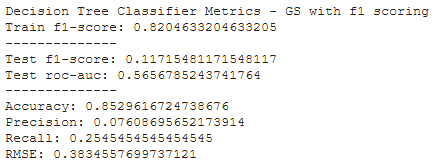 Decision Tree Classifier Metrics - GS with f1 scoring
Train f1-score: 0.8204633204633205
--------------
Test f1-score: 0.11715481171548117
Test roc-auc: 0.5656785243741764
--------------
Accuracy: 0.8529616724738676
Precision: 0.07608695652173914
Recall: 0.2545454545454545
RMSE: 0.3834557699737121